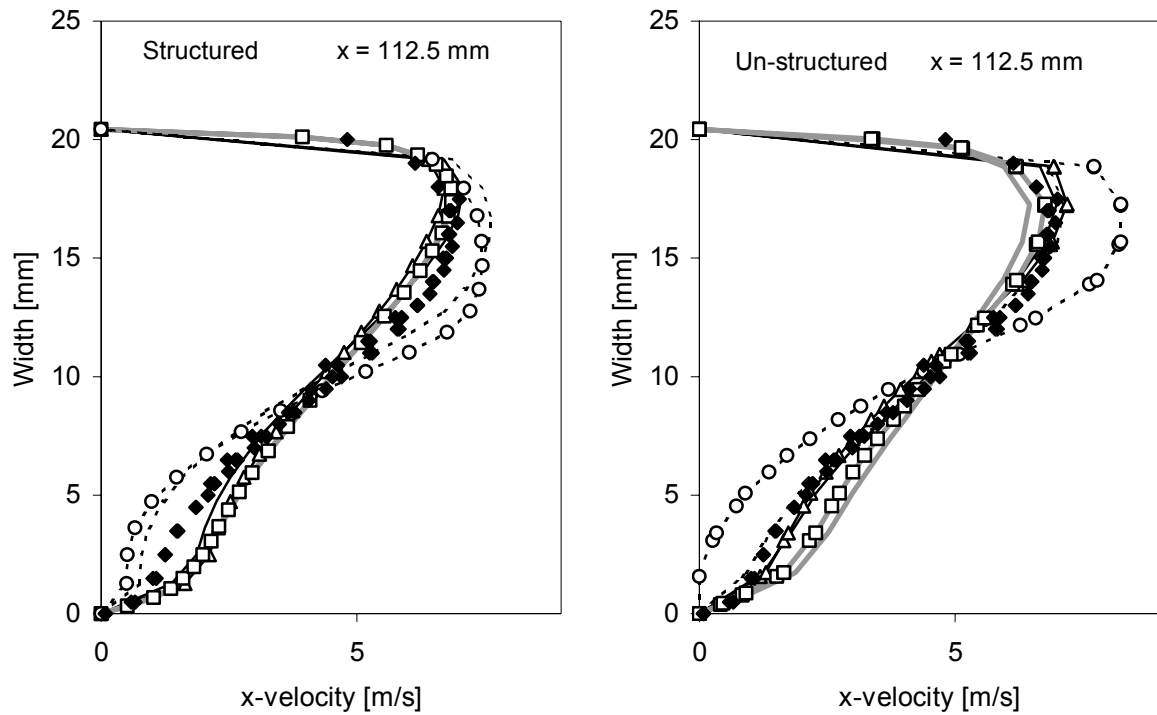 Structured x = 112.5 mm
25
20
15
10
5
0
Width [mm]
0 5
x-velocity [m/s]
Un-structured x = 112.5 mm
25
20
15
10
5
0
Width [mm]
0 5
x-velocity [m/s]